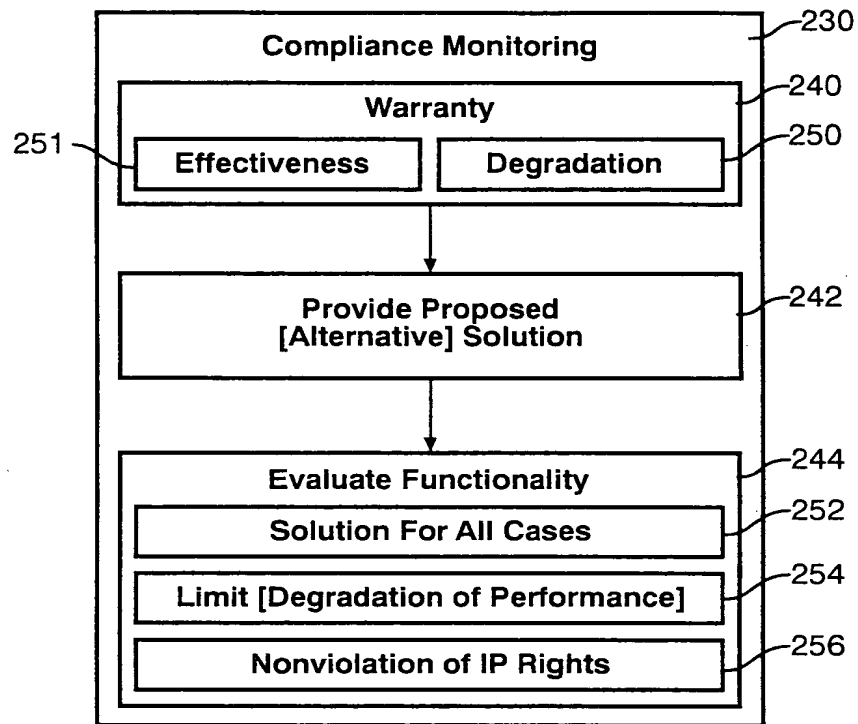 230
Compliance Monitoring
240
Warranty
251
Effectiveness
Degradation
250
Provide Proposed
[Alternative] Solution
242
Evaluate Functionality
244
Solution For All Cases
252
Limit [Degradation of Performance]
254
Nonviolation of IP Rights
256